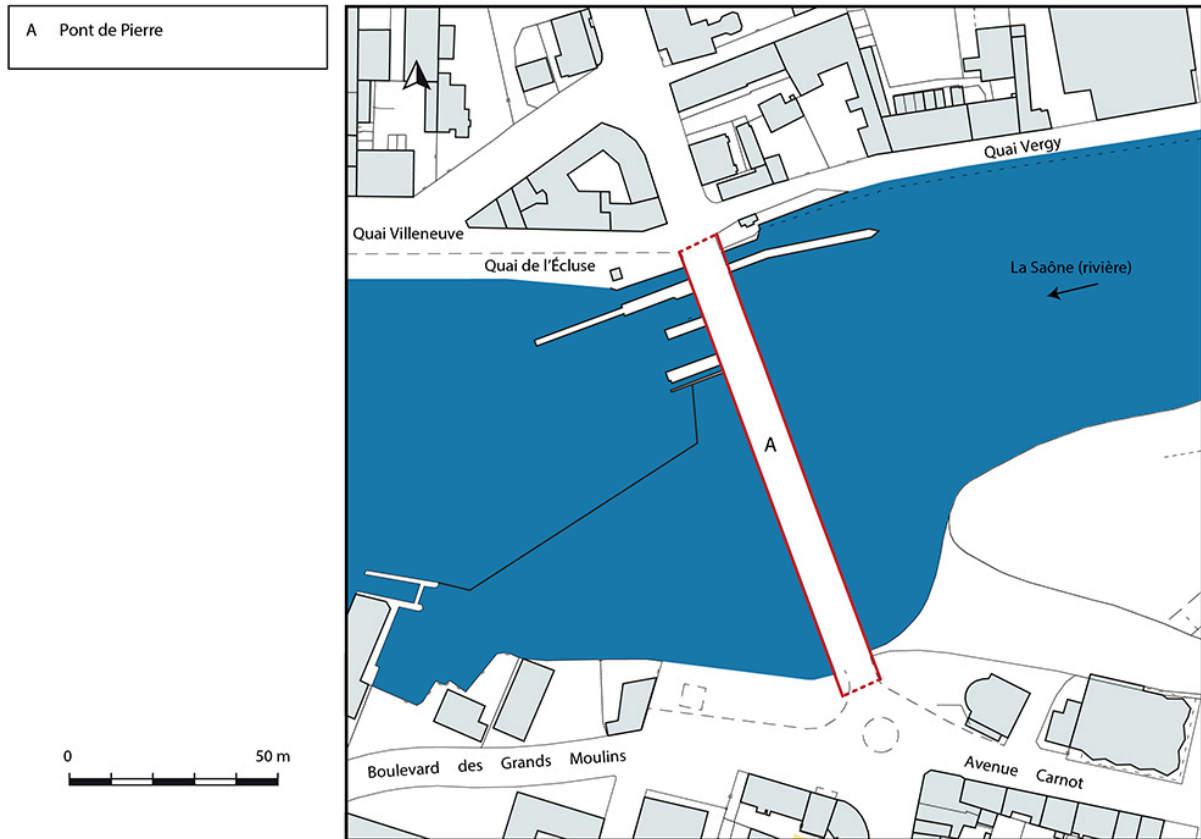 A Pont de Pierre
Quai Vergy
Quai Villeneuve
Quai de l'Écluse
La Saône (rivière)
A
0 50 m
Boulevard des Grands Moulins
Avenue Carnot